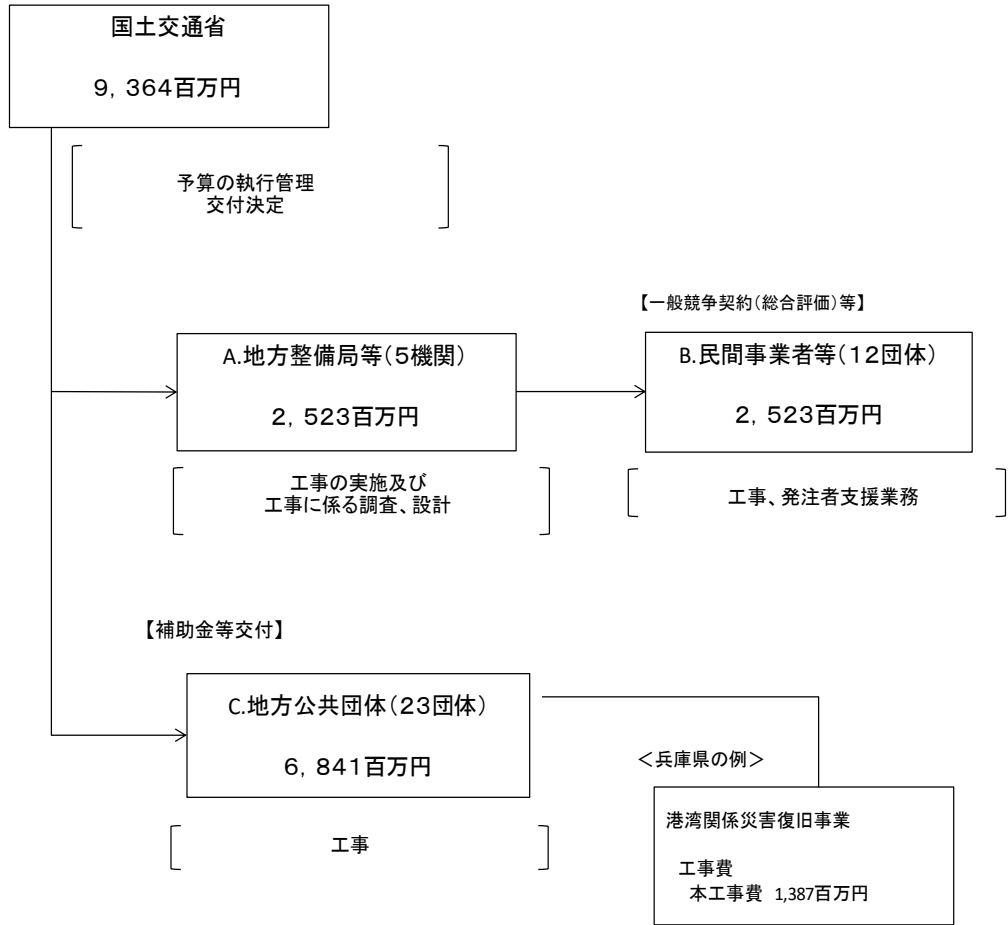 国土交通省
９，３６４百万円
予算の執行管理
交付決定
【一般競争契約（総合評価）等】
A.地方整備局等（５機関）
２，５２３百万円
B.民間事業者等（１２団体）
２，５２３百万円
工事の実施及び
工事に係る調査、設計
工事、発注者支援業務
【補助金等交付】
C.地方公共団体（２３団体）
６，８４１百万円
工事
＜兵庫県の例＞
港湾関係災害復旧事業
工事費
本工事費 1,387百万円